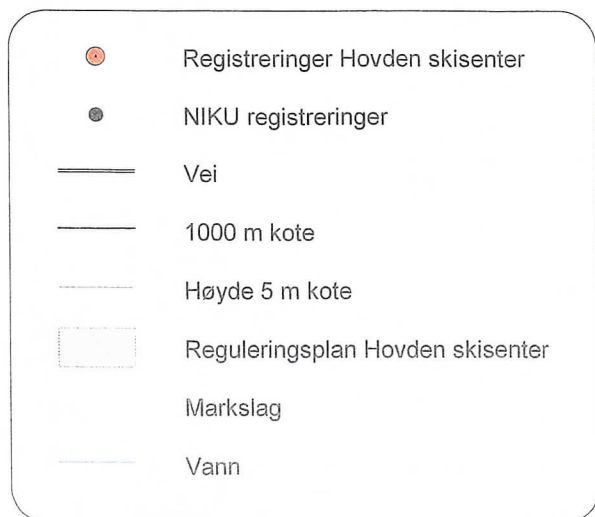 Registreringer Hovden skisenter
NIKU registreringer
Vei
1000 m kote
Høyde 5 m kote
Reguleringsplan Hovden skisenter
Markslag
Vann